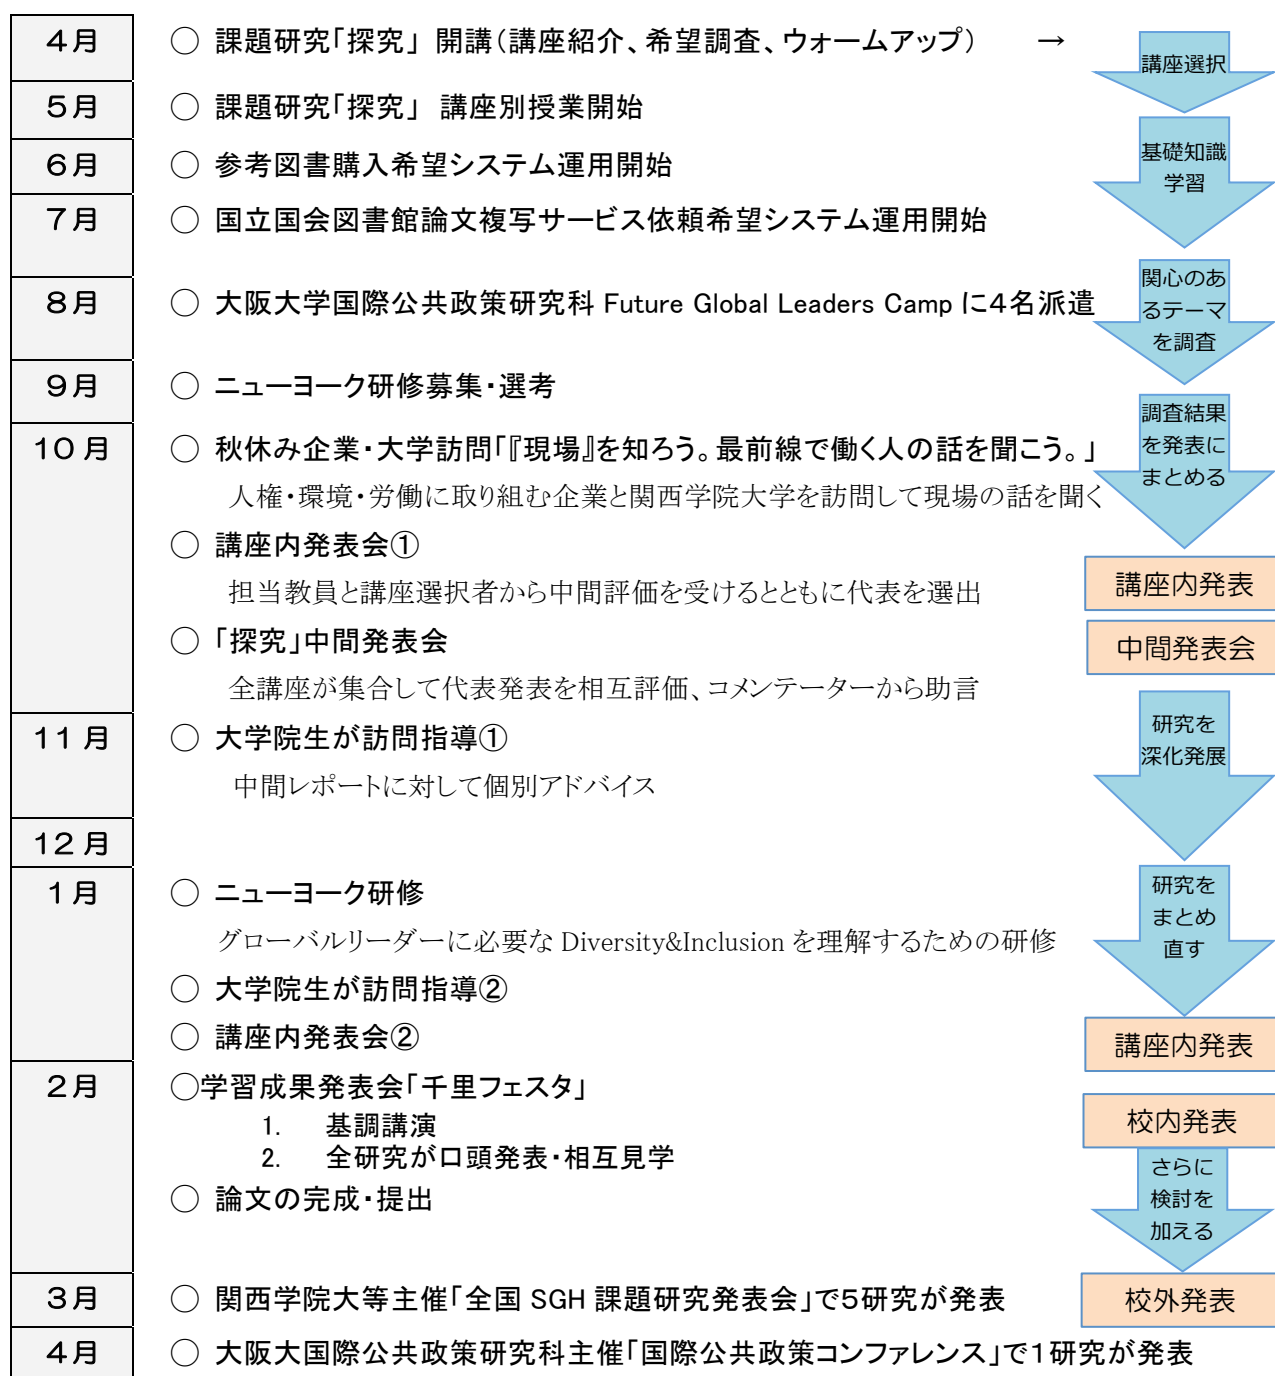 4月
○ 課題研究「探究」 開講（講座紹介、希望調査、ウォームアップ） →
講座選択
5月
○ 課題研究「探究」 講座別授業開始
6月
○ 参考図書購入希望システム運用開始
基礎知識
学習
7月
○ 国立国会図書館論文複写サービス依頼希望システム運用開始
8月
○ 大阪大学国際公共政策研究科 Future Global Leaders Camp に4名派遣
関心のあ
るテーマ
を調査
9月
○ ニューヨーク研修募集・選考
10月
○ 秋休み企業・大学訪問「『現場』を知ろう。最前線で働く人の話を聞こう。」
人権・環境・労働に取り組む企業と関西学院大学を訪問して現場の話を聞く
調査結果
を発表に
まとめる
○ 講座内発表会①
担当教員と講座選択者から中間評価を受けるとともに代表を選出
講座内発表
○「探究」中間発表会
全講座が集合して代表発表を相互評価、コメンテーターから助言
中間発表会
11月
○ 大学院生が訪問指導①
中間レポートに対して個別アドバイス
研究を
深化発展
12月
1月
○ ニューヨーク研修
グローバルリーダーに必要な Diversity&Inclusion を理解するための研修
研究を
まとめ
直す
○ 大学院生が訪問指導②
○ 講座内発表会②
講座内発表
2月
○学習成果発表会「千里フェスタ」
1. 基調講演
2. 全研究が口頭発表・相互見学
校内発表
○ 論文の完成・提出
さらに
検討を
加える
3月
○ 関西学院大等主催「全国 SGH 課題研究発表会」で5研究が発表
校外発表
4月
○ 大阪大国際公共政策研究科主催「国際公共政策コンファレンス」で1研究が発表